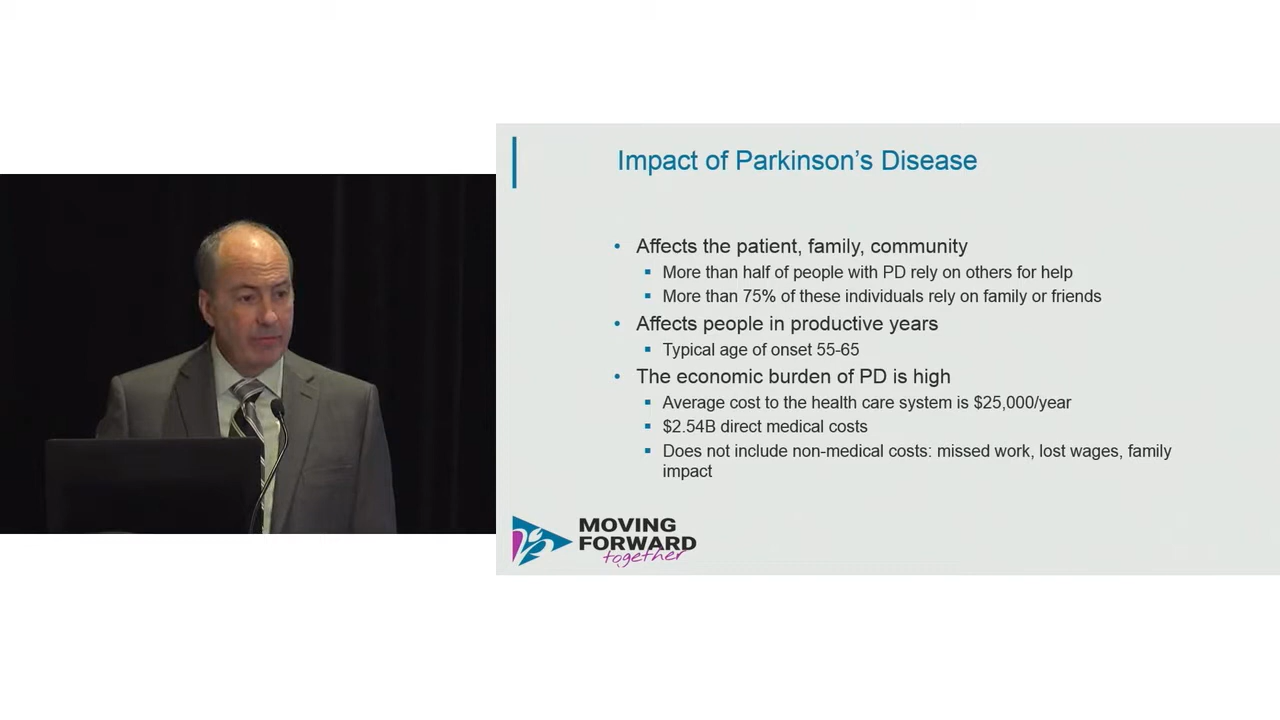 Impact of Parkinson's Disease
• Affects the patient, family, community
▪ More than half of people with PD rely on others for help
▪ More than 75% of these individuals rely on family or friends
• Affects people in productive years
▪ Typical age of onset 55-65
• The economic burden of PD is high
▪ Average cost to the health care system is $25,000/year
▪ $2.54B direct medical costs
▪ Does not include non-medical costs: missed work, lost wages, family
impact
MOVING
FORWARD
together